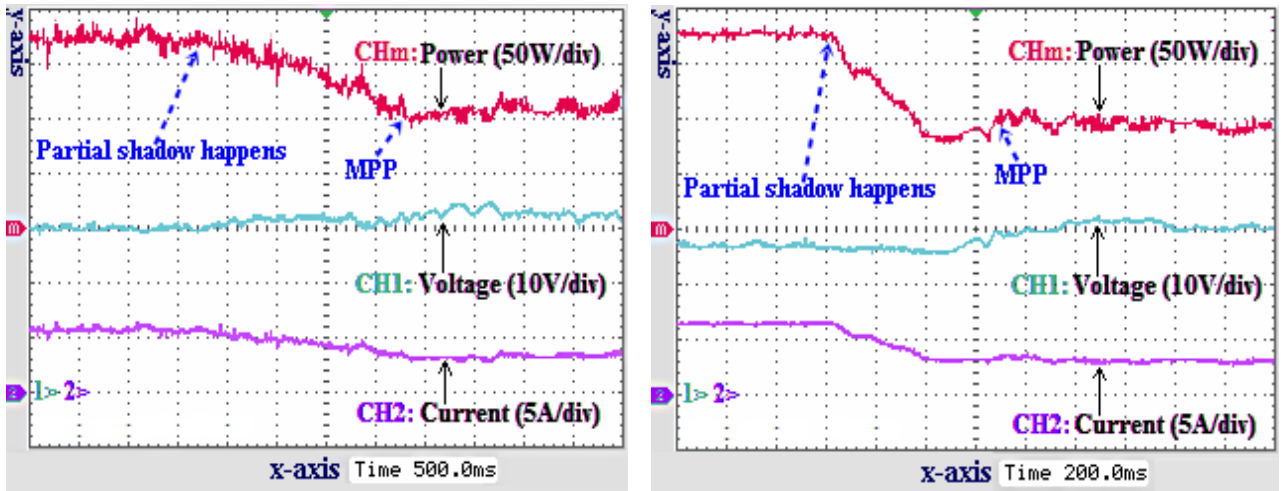 y-axis
CHm: Power (50W/div)
Partial shadow happens
MPP
m
CH1: Voltage (10V/div)
2
1> 2>
CH2: Current (5A/div)
x-axis Time 500.0ms
y-axis
CHm: Power (50W/div)
MPP
Partial shadow happens
m
CH1: Voltage (10V/div)
2
1> 2>
CH2: Current (5A/div)
x-axis Time 200.0ms